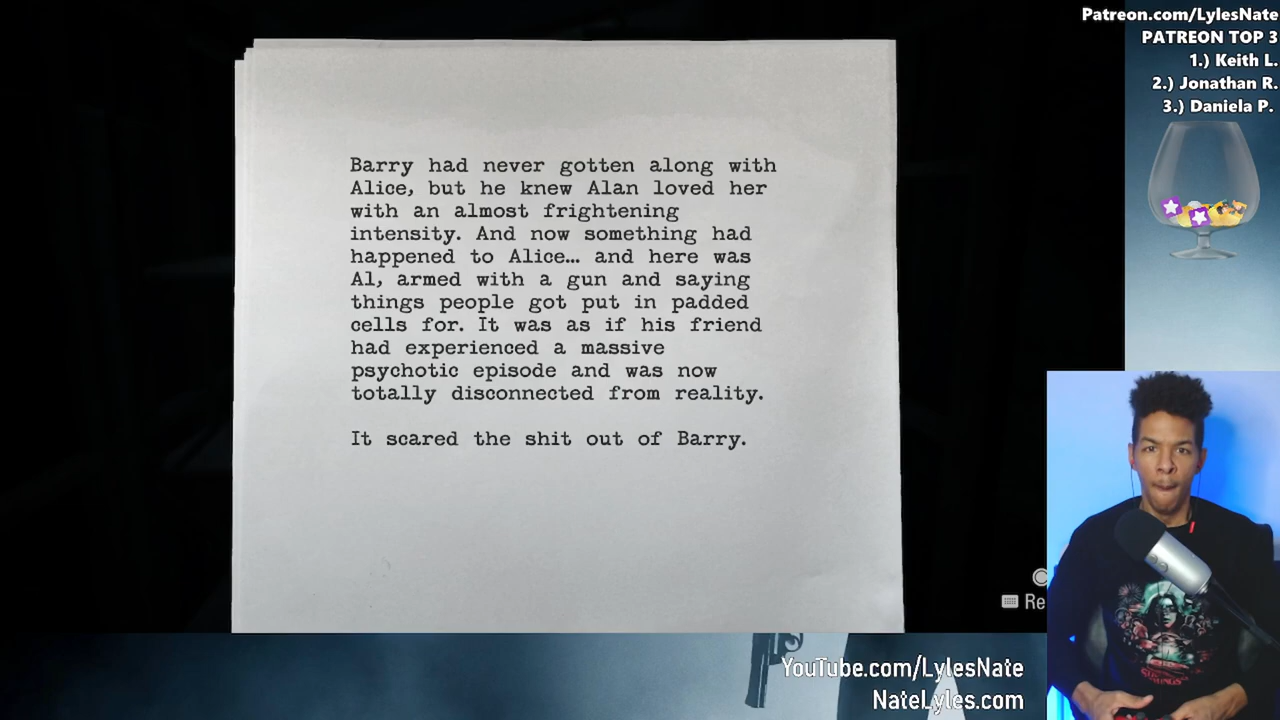 Patreon.com/LylesNate
PATREON TOP 3
1.) Keith L.
2.) Jonathan R.
3.) Daniela P.
Barry had never gotten along with
Alice, but he knew Alan loved her
with an almost frightening
intensity. And now something had
happened to Alice… and here was
Al, armed with a gun and saying
things people got put in padded
cells for. It was as if his friend
had experienced a massive
psychotic episode and was now
totally disconnected from reality.
It scared the shit out of Barry.
Re
YouTube.com/LylesNate
NateLyles.com